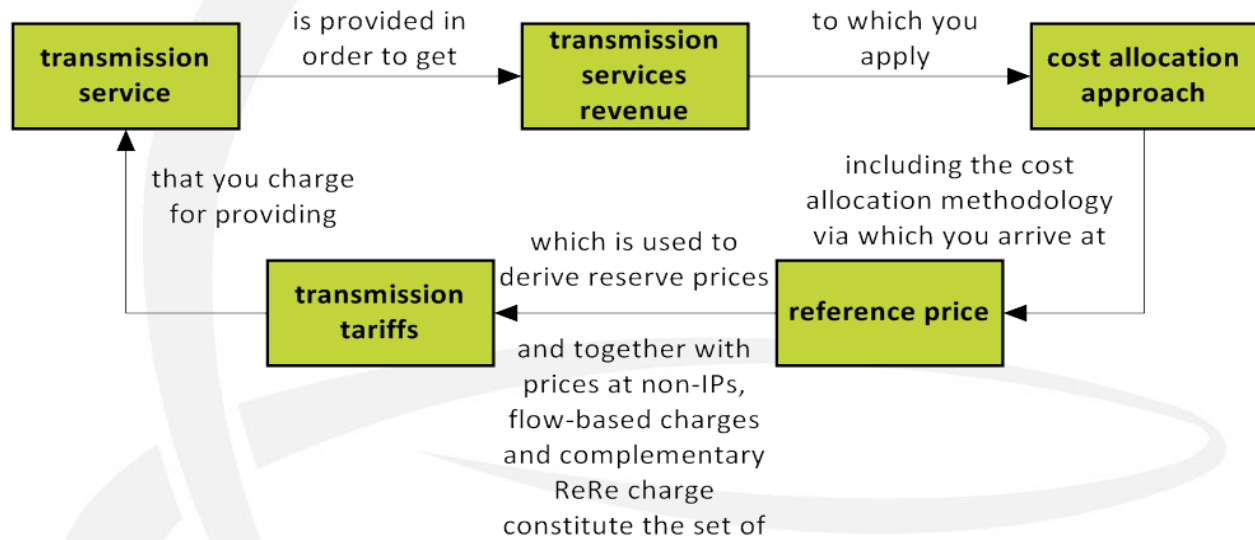 transmission
service
is provided in
order to get
transmission
services
revenue
to which you
apply
cost allocation
approach
including the cost
allocation methodology
via which you arrive at
reference price
which is used to
derive reserve prices
and together with
prices at non-IPs,
flow-based charges
and complementary
ReRe charge
constitute the set of
transmission
tariffs
that you charge
for providing